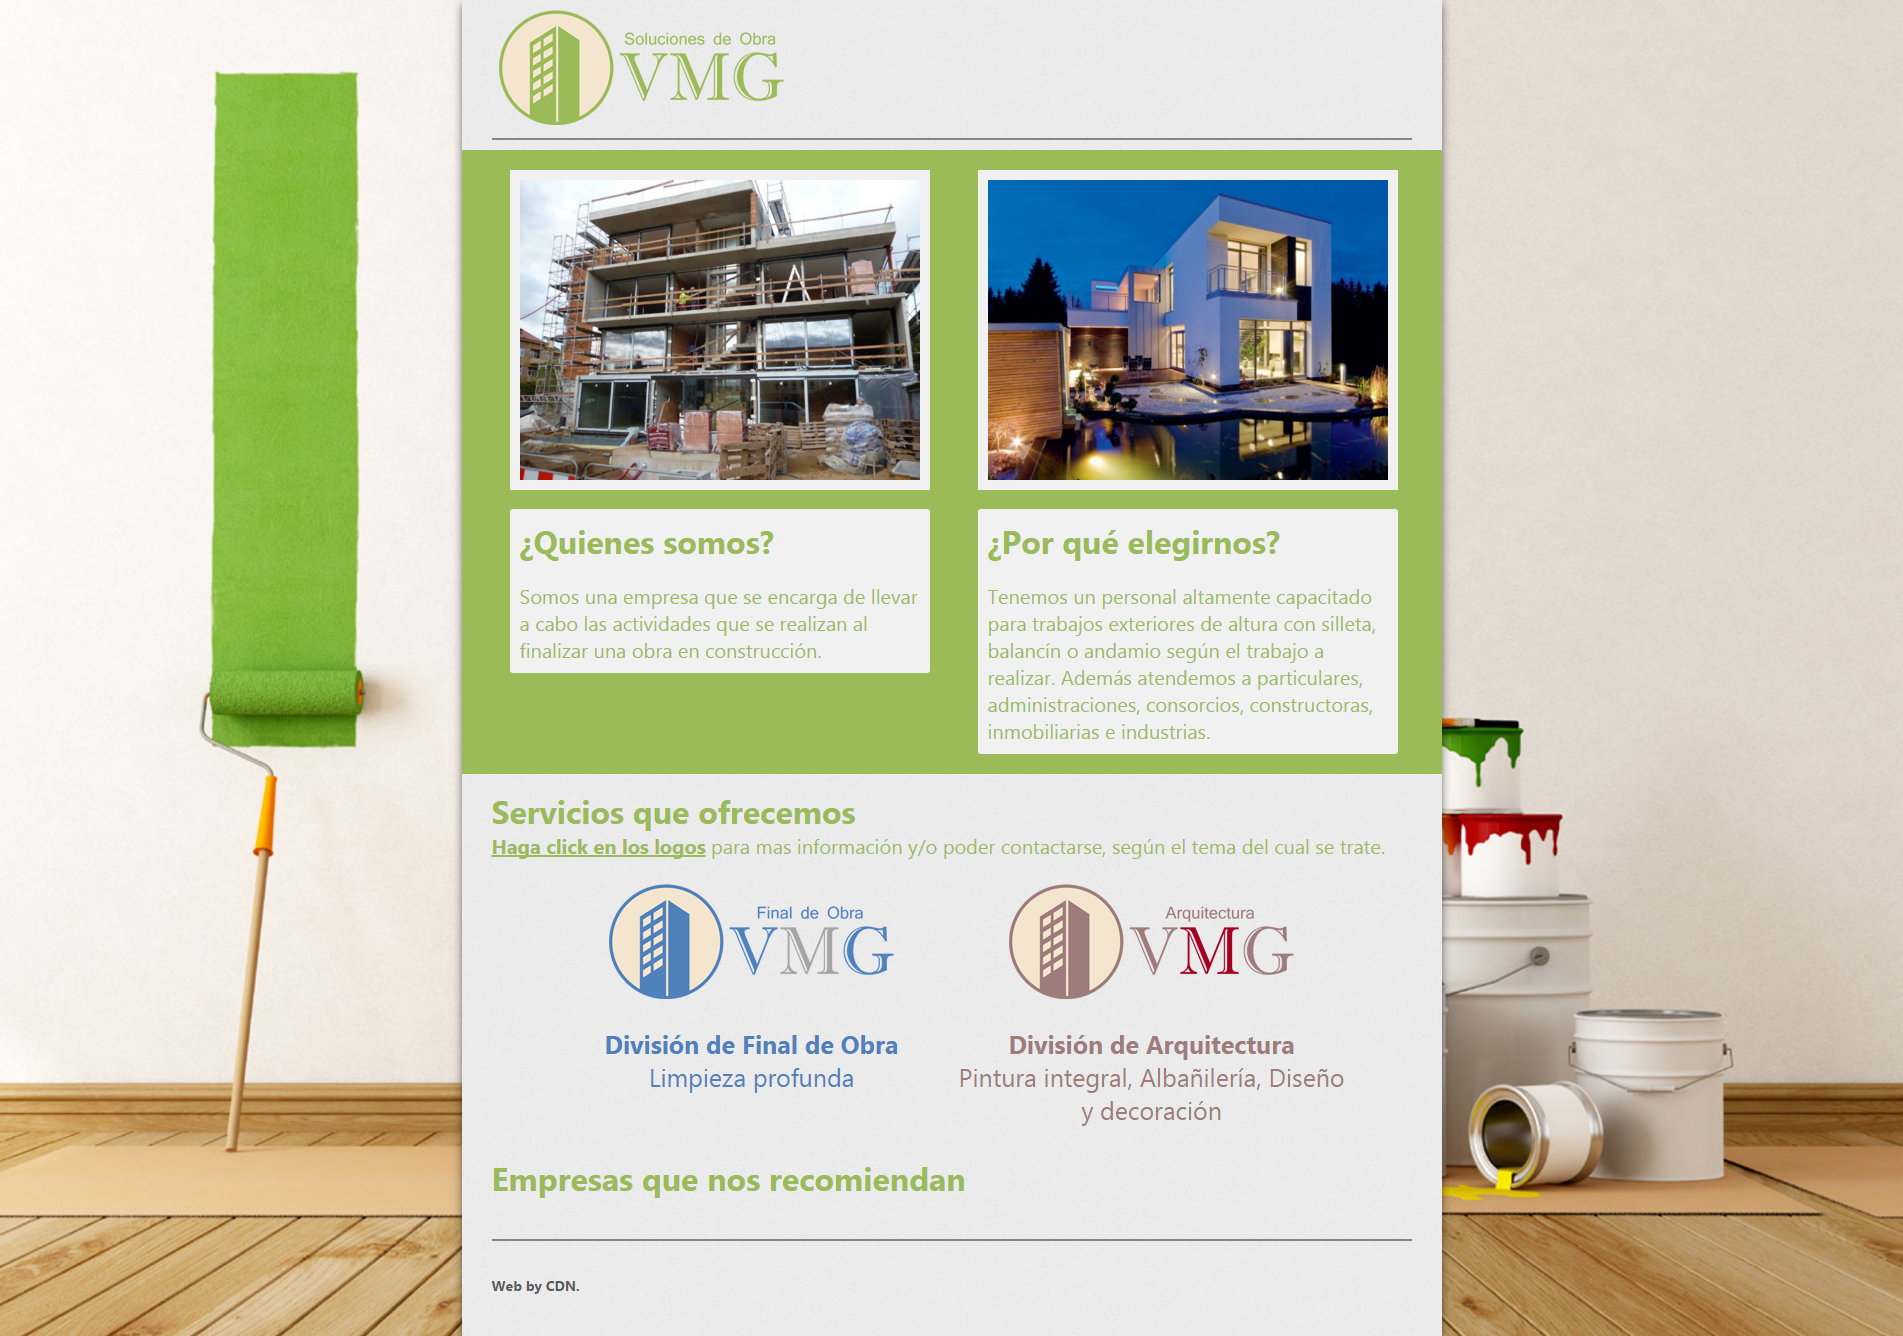 Soluciones de Obra
VMG
¿Quienes somos?
Somos una empresa que se encarga de llevar
a cabo las actividades que se realizan al
finalizar una obra en construcción.
¿Por qué elegirnos?
Tenemos un personal altamente capacitado
para trabajos exteriores de altura con silleta,
balancín o andamio según el trabajo a
realizar. Además atendemos a particulares,
administraciones, consorcios, constructoras,
inmobiliarias e industrias.
Servicios que ofrecemos
Haga click en los logos para mas información y/o poder contactarse, según el tema del cual se trate.
Final de Obra
VMG
División de Final de Obra
Limpieza profunda
Arquitectura
VMG
División de Arquitectura
Pintura integral, Albañilería, Diseño
y decoración
Empresas que nos recomiendan
Web by CDN.